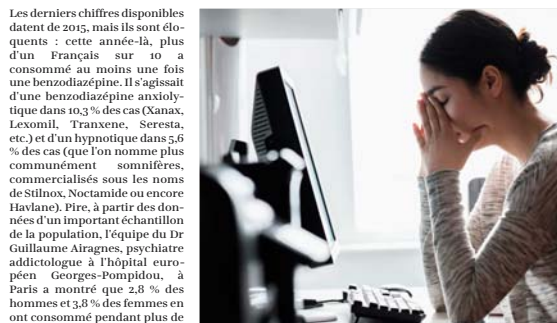 Les derniers chiffres disponibles
datent de 2015, mais ils sont élo-
quents : cette année-là, plus
d'un Français sur 10 a
consommé au moins une fois
une benzodiazépine. Il s'agissait
d'une benzodiazépine anxioly-
tique dans 10,3 % des cas (Xanax,
Lexomil, Tranxene, Seresta,
etc.) et d'un hypnotique dans 5,6
% des cas (que l'on nomme plus
communément somnifères,
commercialisés sous les noms
de Stilnox, Noctamide ou encore
Havlane). Pire, à partir des don-
nées d'un important échantillon
de la population, l'équipe du Dr
Guillaume Airagnes, psychiatre
addictologue à l'hôpital euro-
péen Georges-Pompidou, à
Paris a montré que 2,8 % des
hommes et 3,8 % des femmes en
ont consommé pendant plus de